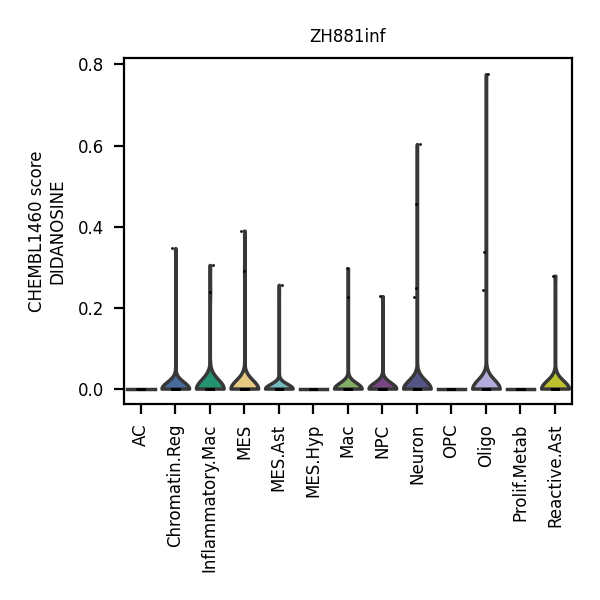 ZH881inf
CHEMBL1460 score
DIDANOSINE
0.8
0.6
0.4
0.2
0.0
AC
Chromatin.Reg
Inflammatory.Mac
MES
MES.Ast
MES.Hyp
Mac
NPC
Neuron
OPC
Oligo
Prolif.Metab
Reactive.Ast